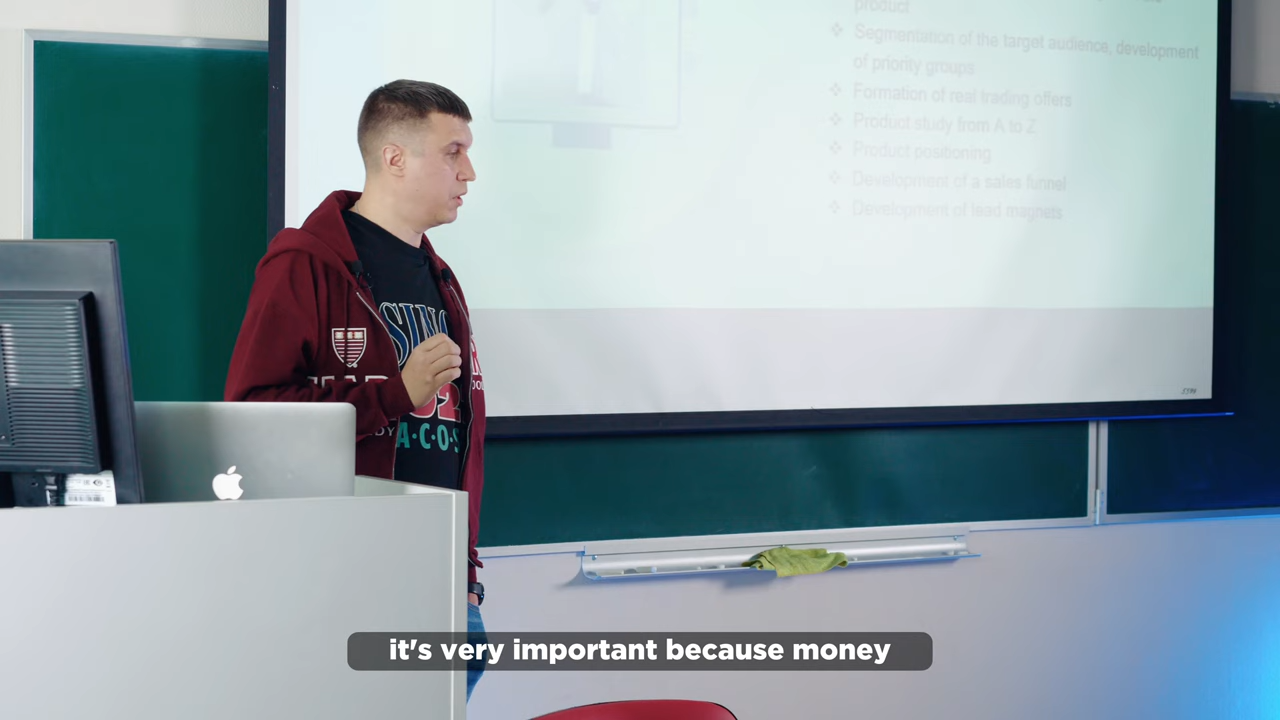 product
Segmentation of the target audience, development
of priority groups
Formation of real trading offers
Product study from A to Z
Product positioning
Development of a sales funnel
Development of lead magnets
A·C·O·S
it's very important because money